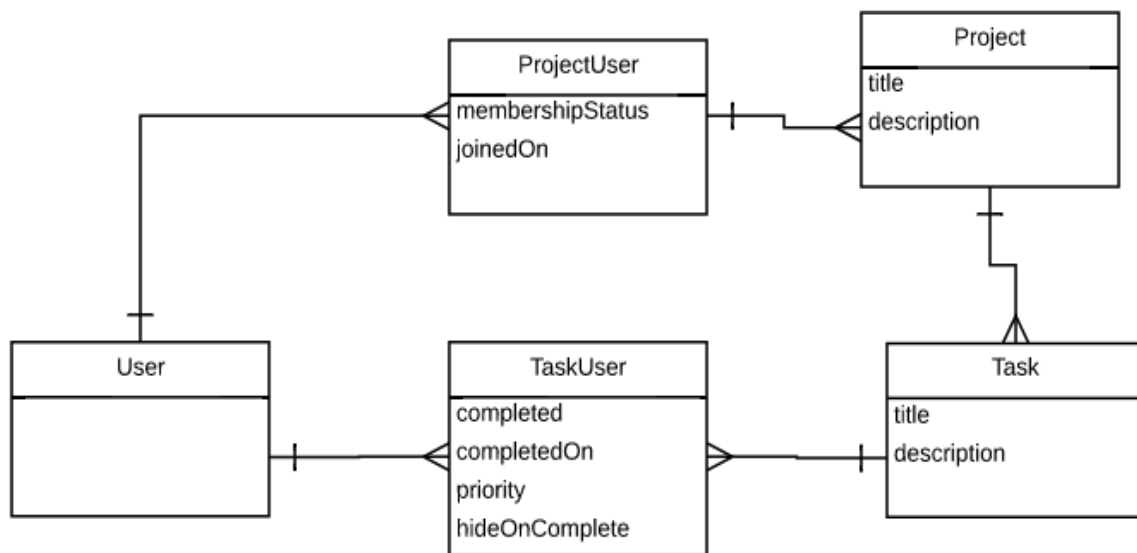 ProjectUser
membershipStatus
joinedOn
Project
title
description
User
TaskUser
completed
completedOn
priority
hideOnComplete
Task
title
description